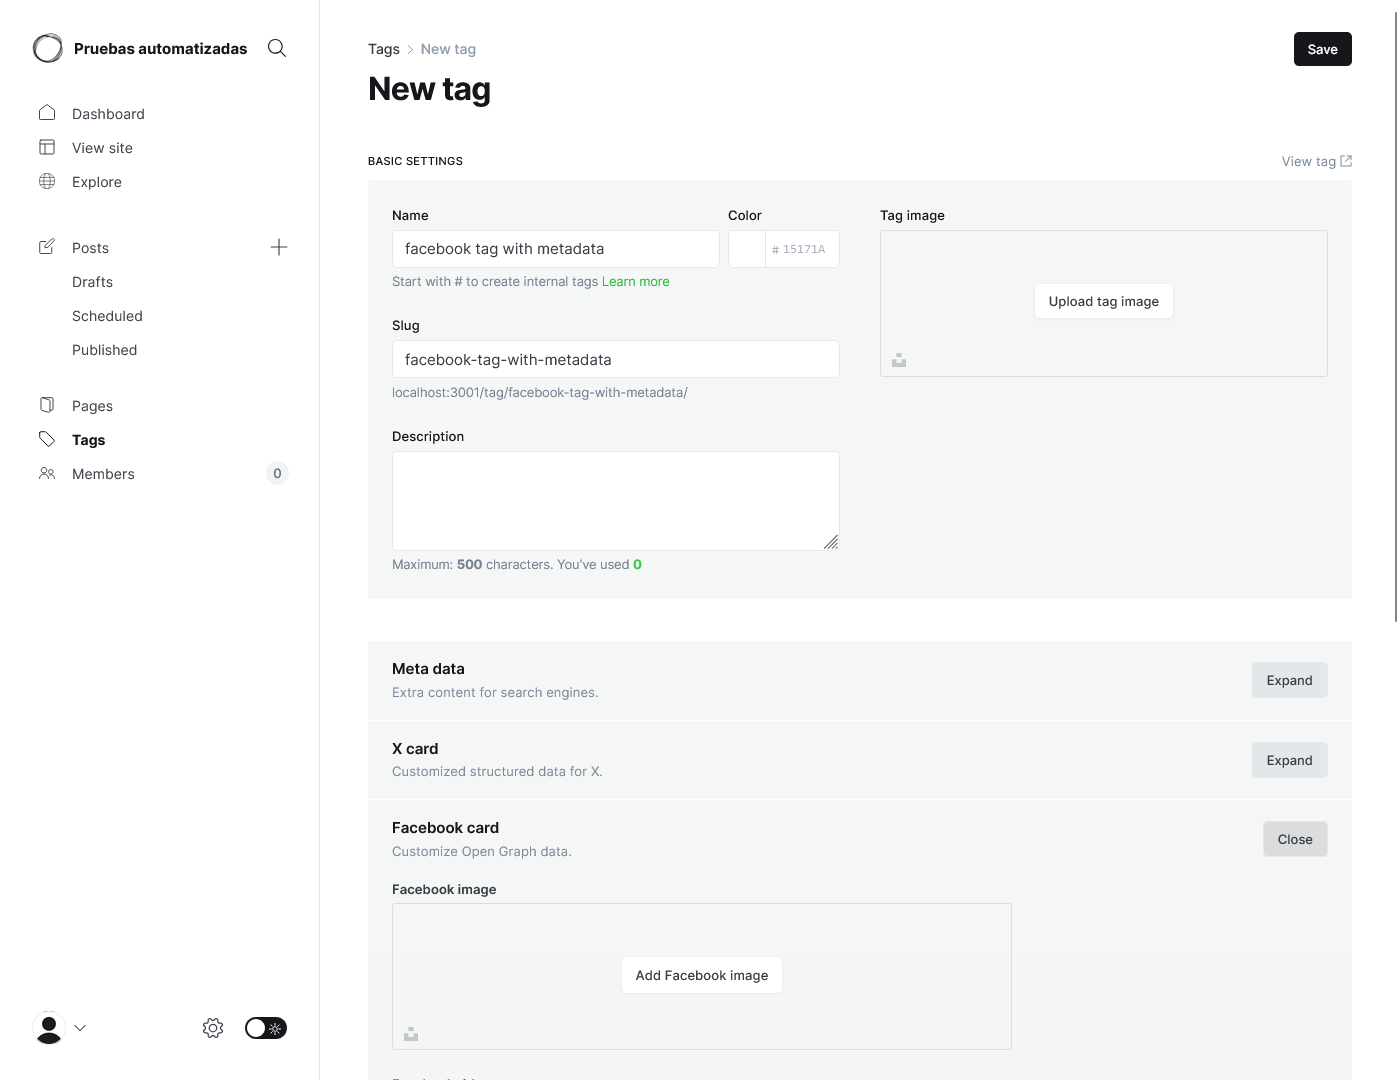 Pruebas automatizadas
Dashboard
View site
Explore
Posts
Drafts
Scheduled
Published
Pages
Tags
Members
0
Tags > New tag
Save
New tag
BASIC SETTINGS
View tag
Name
facebook tag with metadata
Start with # to create internal tags Learn more
Color
# 15171A
Slug
facebook-tag-with-metadata
localhost:3001/tag/facebook-tag-with-metadata/
Description
Maximum: 500 characters. You’ve used 0
Tag image
Upload tag image
Meta data
Extra content for search engines.
Expand
X card
Customized structured data for X.
Expand
Facebook card
Customize Open Graph data.
Close
Facebook image
Add Facebook image